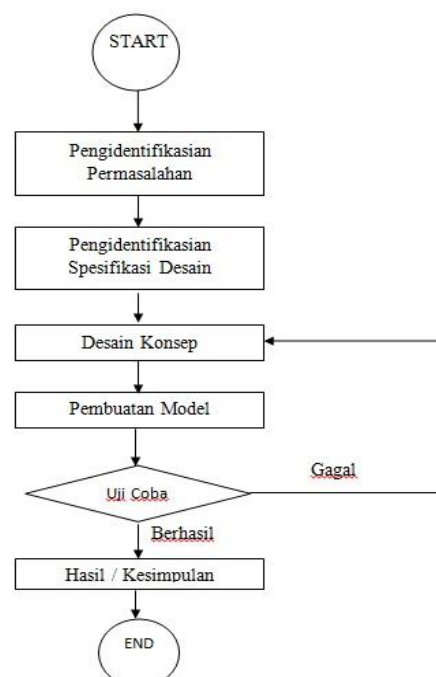 START
Pengidentifikasian
Permasalahan
Pengidentifikasian
Spesifikasi Desain
Desain Konsep
Pembuatan Model
Uji Coba
Gagal
Berhasil
Hasil / Kesimpulan
END